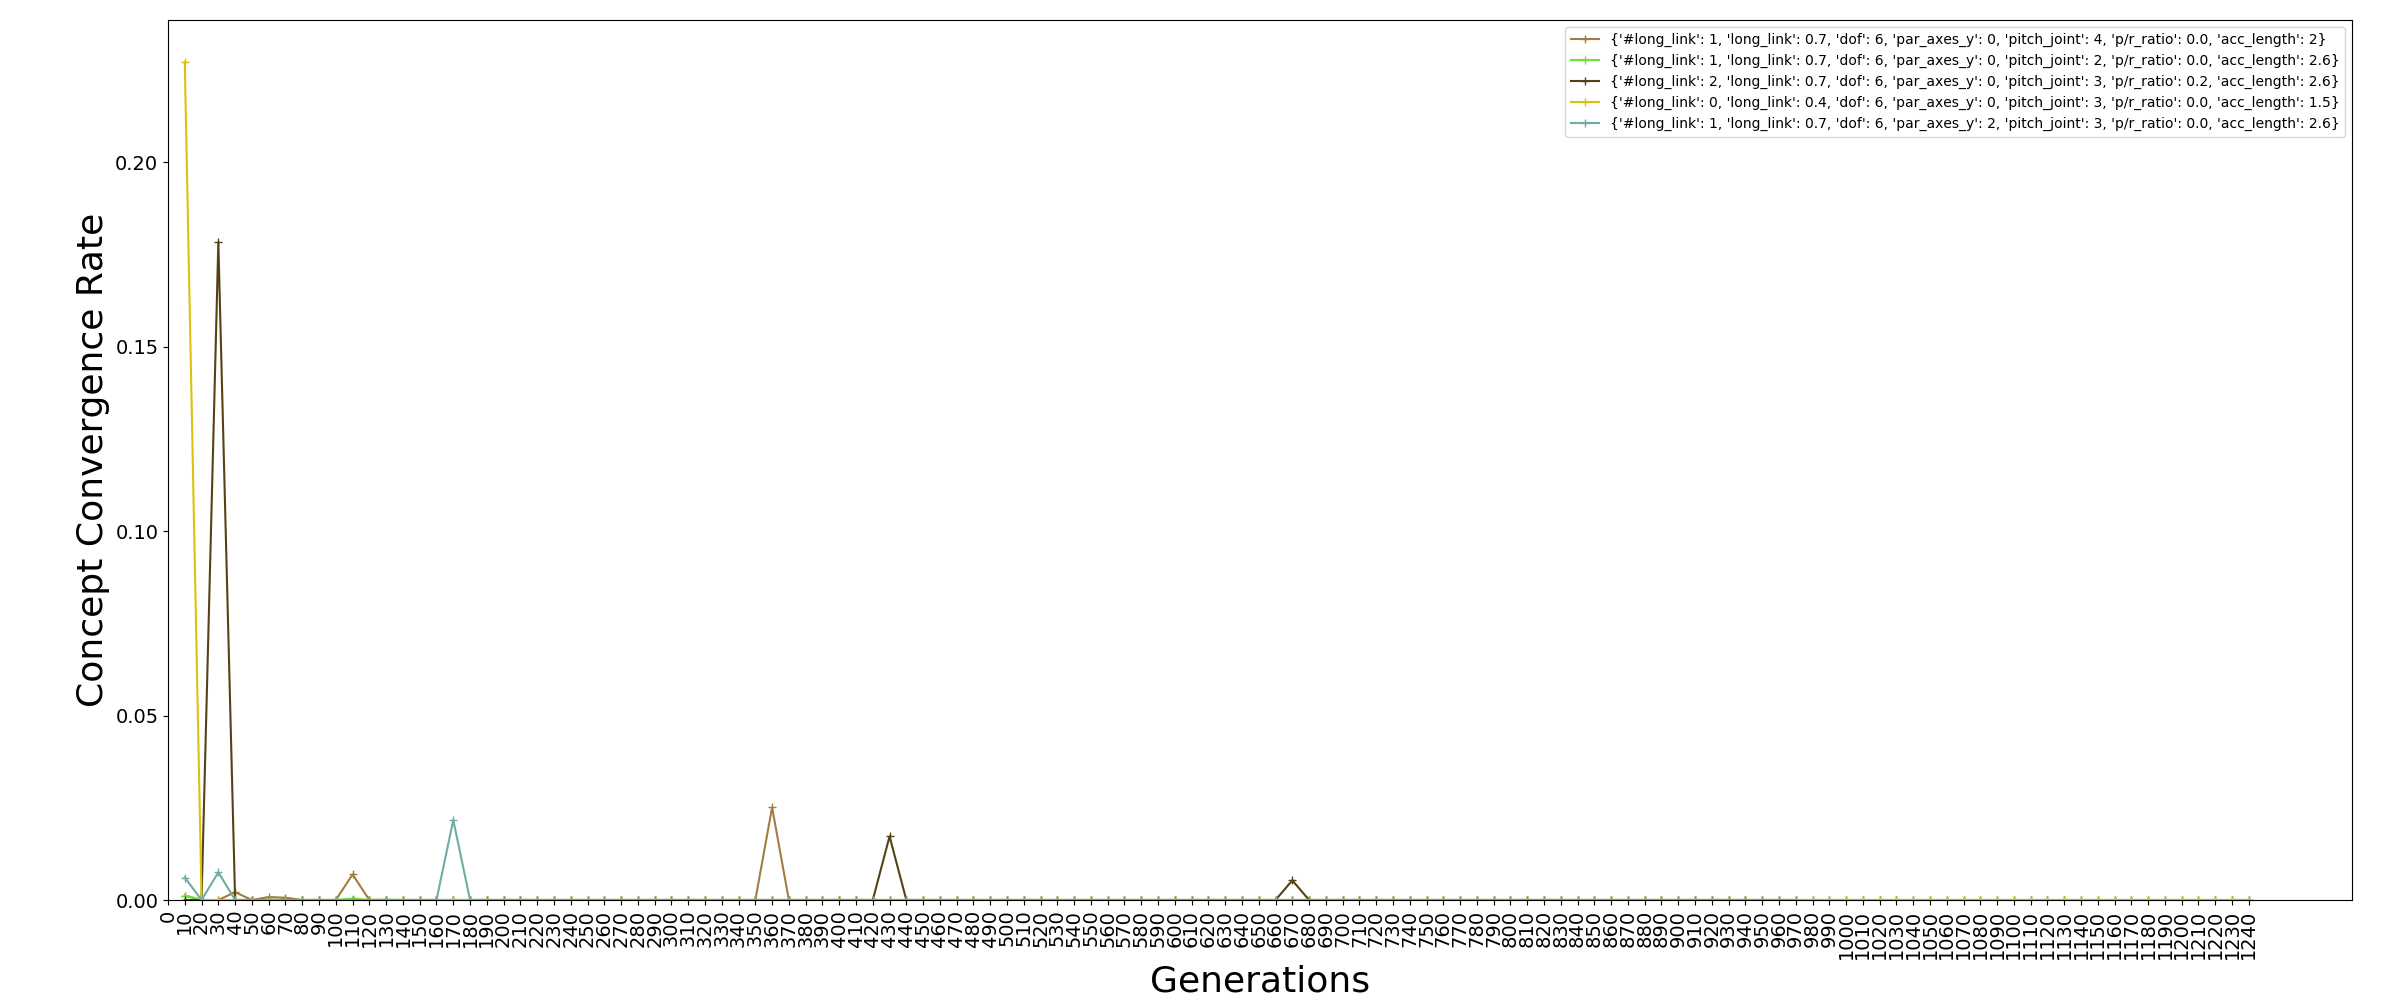 {'#long_link': 1, 'long_link': 0.7, 'dof': 6, 'par_axes_y': 0, 'pitch_joint': 4, 'p/r_ratio': 0.0, 'acc_length': 2}
{'#long_link': 1, 'long_link': 0.7, 'dof': 6, 'par_axes_y': 0, 'pitch_joint': 2, 'p/r_ratio': 0.0, 'acc_length': 2.6}
{'#long_link': 2, 'long_link': 0.7, 'dof': 6, 'par_axes_y': 0, 'pitch_joint': 3, 'p/r_ratio': 0.2, 'acc_length': 2.6}
{'#long_link': 0, 'long_link': 0.4, 'dof': 6, 'par_axes_y': 0, 'pitch_joint': 3, 'p/r_ratio': 0.0, 'acc_length': 1.5}
{'#long_link': 1, 'long_link': 0.7, 'dof': 6, 'par_axes_y': 2, 'pitch_joint': 3, 'p/r_ratio': 0.0, 'acc_length': 2.6}
Concept Convergence Rate
0.20
0.15
0.10
0.05
0.00
0 10 20 30 40 50 60 70 80 90 100 110 120 130 140 150 160 170 180 190 200 210 220 230 240 250 260 270 280 290 300 310 320 330 340 350 360 370 380 390 400 410 420 430 440 450 460 470 480 490 500 510 520 530 540 550 560 570 580 590 600 610 620 630 640 650 660 670 680 690 700 710 720 730 740 750 760 770 780 790 800 810 820 830 840 850 860 870 880 890 900 910 920 930 940 950 960 970 980 990 1000 1010 1020 1030 1040 1050 1060 1070 1080 1090 1100 1110 1120 1130 1140 1150 1160 1170 1180 1190 1200 1210 1220 1230 1240
Generations